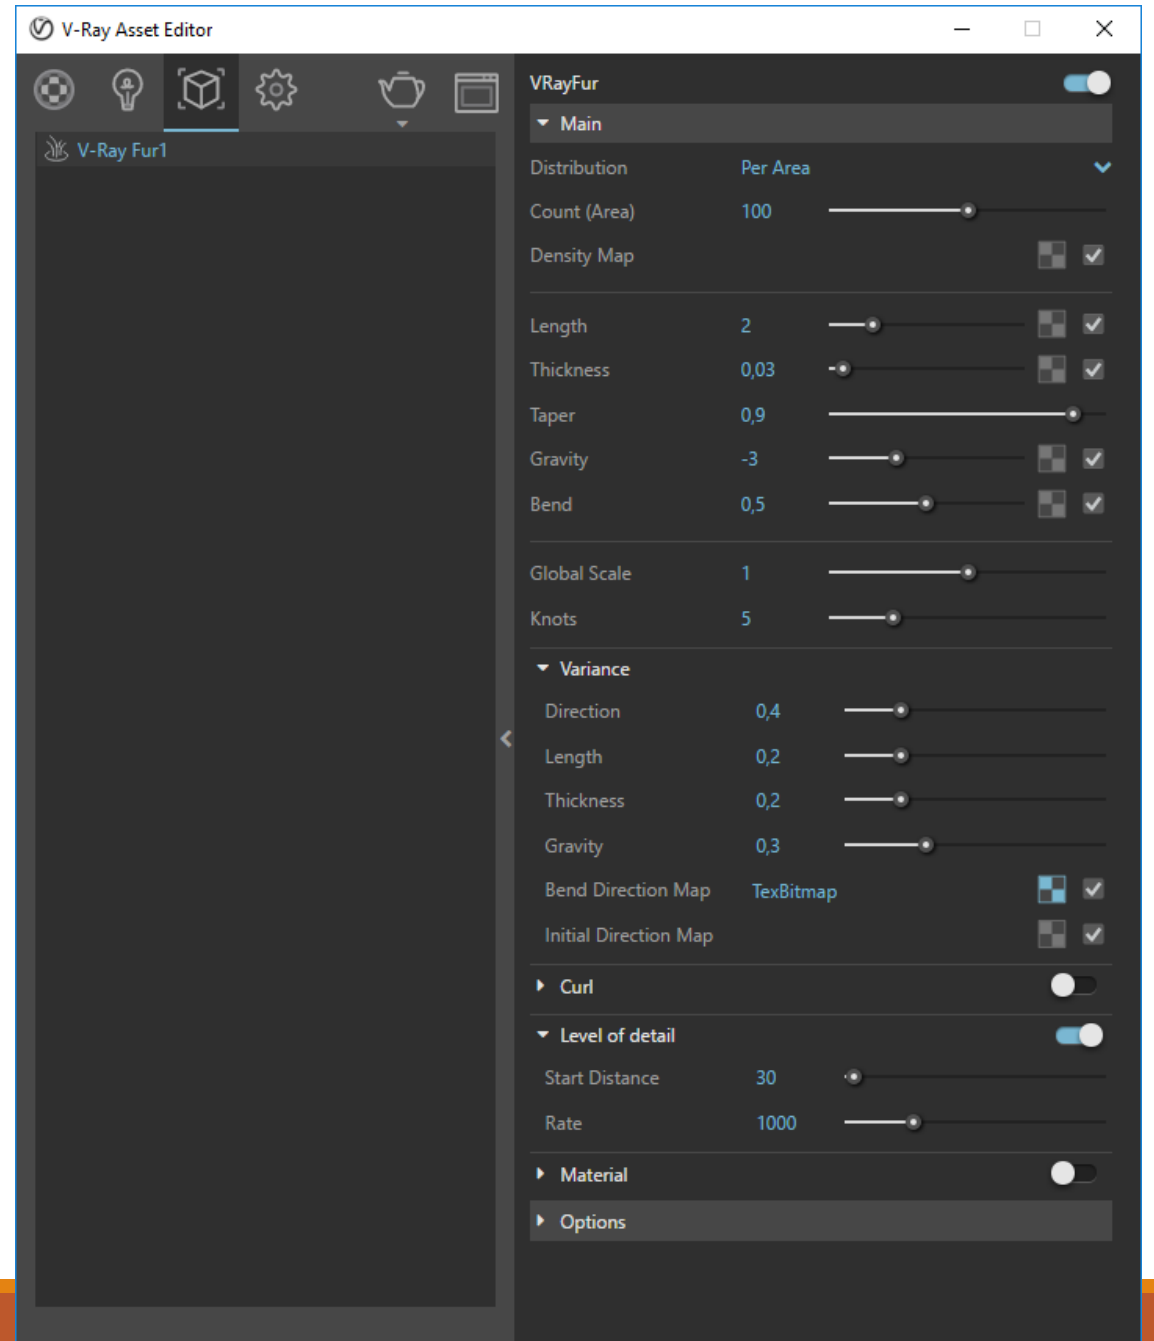 V-Ray Asset Editor
V-Ray Fur1
VRayFur
Main
Distribution Per Area
Count (Area) 100
Density Map
Length 2
Thickness 0,03
Taper 0,9
Gravity -3
Bend 0,5
Global Scale 1
Knots 5
Variance
Direction 0,4
Length 0,2
Thickness 0,2
Gravity 0,3
Bend Direction Map TexBitmap
Initial Direction Map
Curl
Level of detail
Start Distance 30
Rate 1000
Material
Options